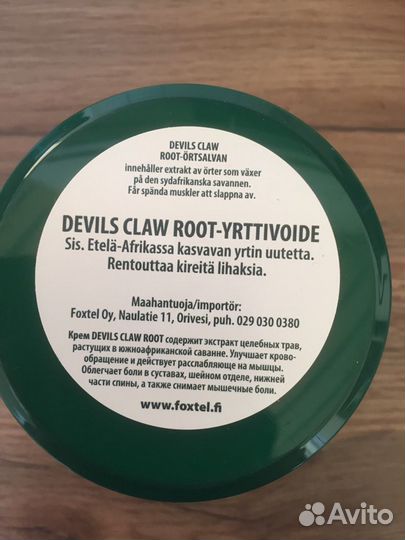 DEVILS CLAW
ROOT-ÖRTSALVAN
innehåller extrakt av örter som växer
på den sydafrikanska savannen.
Får spända muskler att slappna av.
DEVILS CLAW ROOT-YRTTIVOIDE
Sis. Etelä-Afrikassa kasvavan yrtin uutetta.
Rentouttaa kireitä lihaksia.
Maahantuoja/importör:
Foxtel Oy, Naulatie 11, Orivesi, puh. 029 030 0380
Крем DEVILS CLAW ROOT содержит экстракт целебных трав,
растущих в южноафриканской саванне. Улучшает крово-
обращение и действует расслабляюще на мышцы.
Облегчает боли в суставах, шейном отделе, нижней
части спины, а также снимает мышечные боли.
www.foxtel.fi
Avito